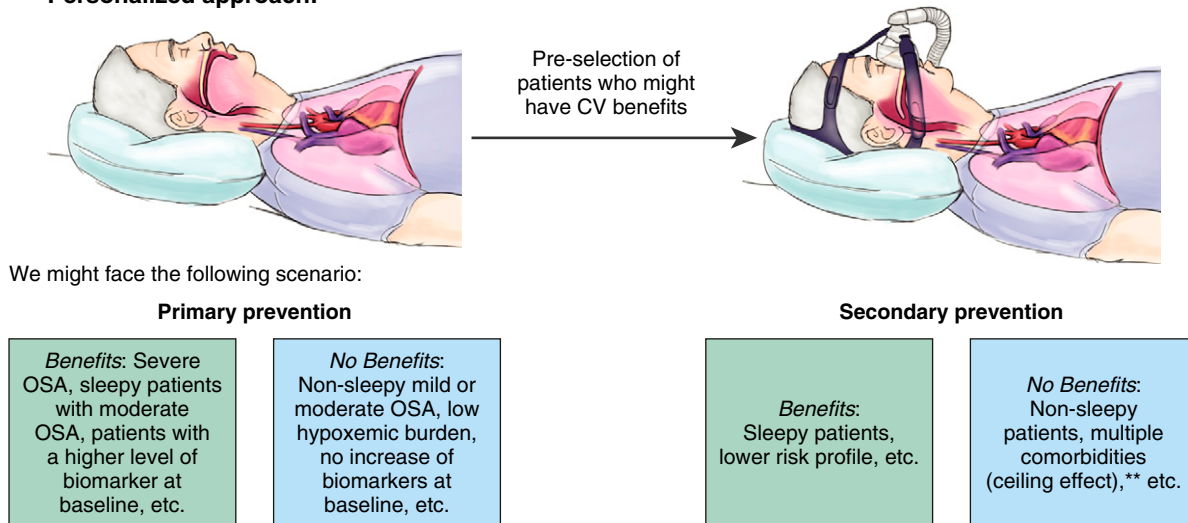 Personalized approach:
Pre-selection of
patients who might
have CV benefits
We might face the following scenario:
Primary prevention
Benefits: Severe
OSA, sleepy patients
with moderate
OSA, patients with
a higher level of
biomarker at
baseline, etc.
No Benefits:
Non-sleepy mild or
moderate OSA, low
hypoxemic burden,
no increase of
biomarkers at
baseline, etc.
Secondary prevention
Benefits:
Sleepy patients,
lower risk profile, etc.
No Benefits:
Non-sleepy
patients, multiple
comorbidities
(ceiling effect),** etc.